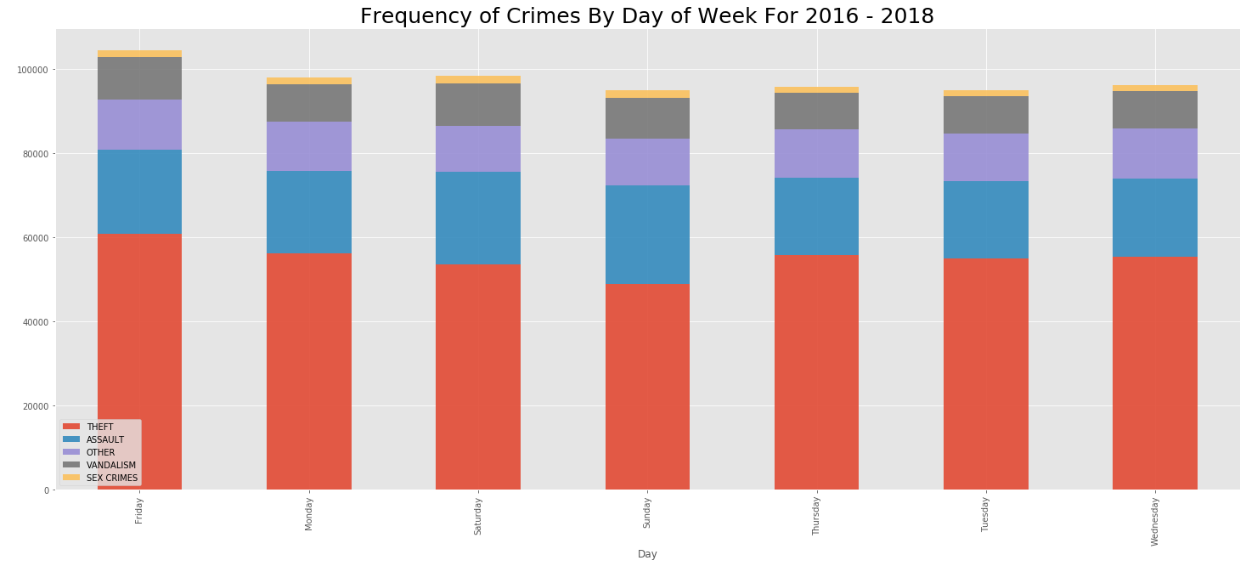 Frequency of Crimes By Day of Week For 2016 - 2018
100000
80000
60000
40000
20000
0
THEFT
ASSAULT
OTHER
VANDALISM
SEX CRIMES
Friday
Monday
Saturday
Sunday
Thursday
Tuesday
Wednesday
Day